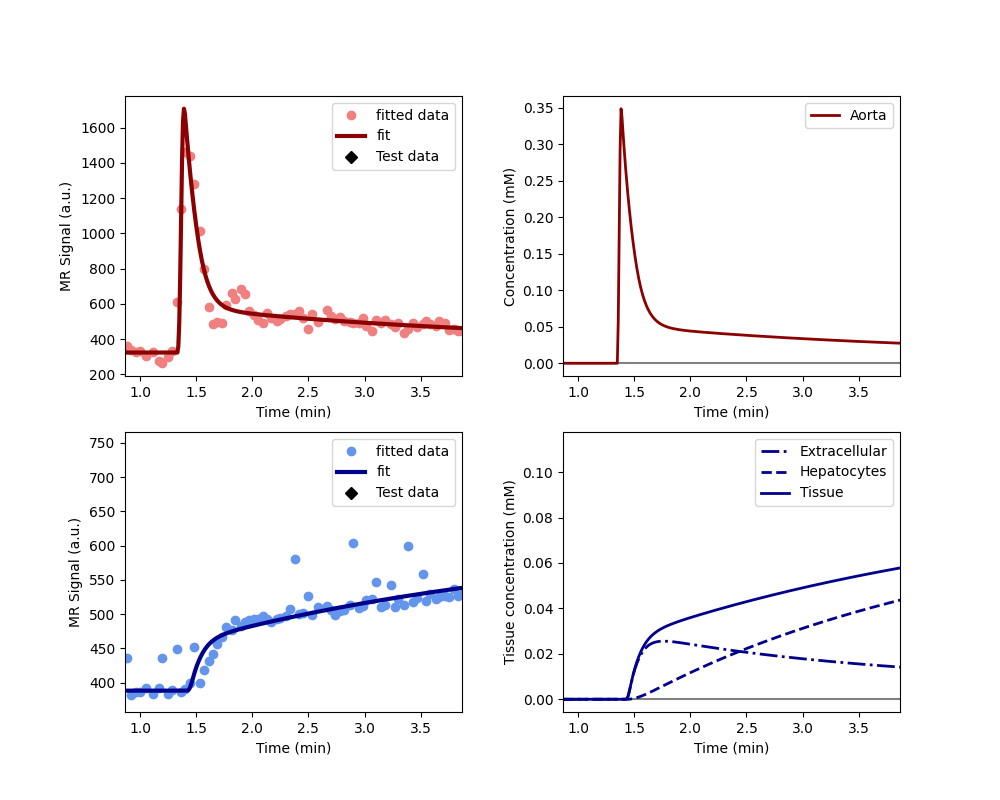 MR Signal (a.u.)
1600
1400
1200
1000
800
600
400
200
fitted data
fit
Test data
1.0 1.5 2.0 2.5 3.0 3.5
Time (min)
Concentration (mM)
0.35
0.30
0.25
0.20
0.15
0.10
0.05
0.00
Aorta
1.0 1.5 2.0 2.5 3.0 3.5
Time (min)
MR Signal (a.u.)
750
700
650
600
550
500
450
400
fitted data
fit
Test data
1.0 1.5 2.0 2.5 3.0 3.5
Time (min)
Tissue concentration (mM)
0.10
0.08
0.06
0.04
0.02
0.00
Extracellular
Hepatocytes
Tissue
1.0 1.5 2.0 2.5 3.0 3.5
Time (min)